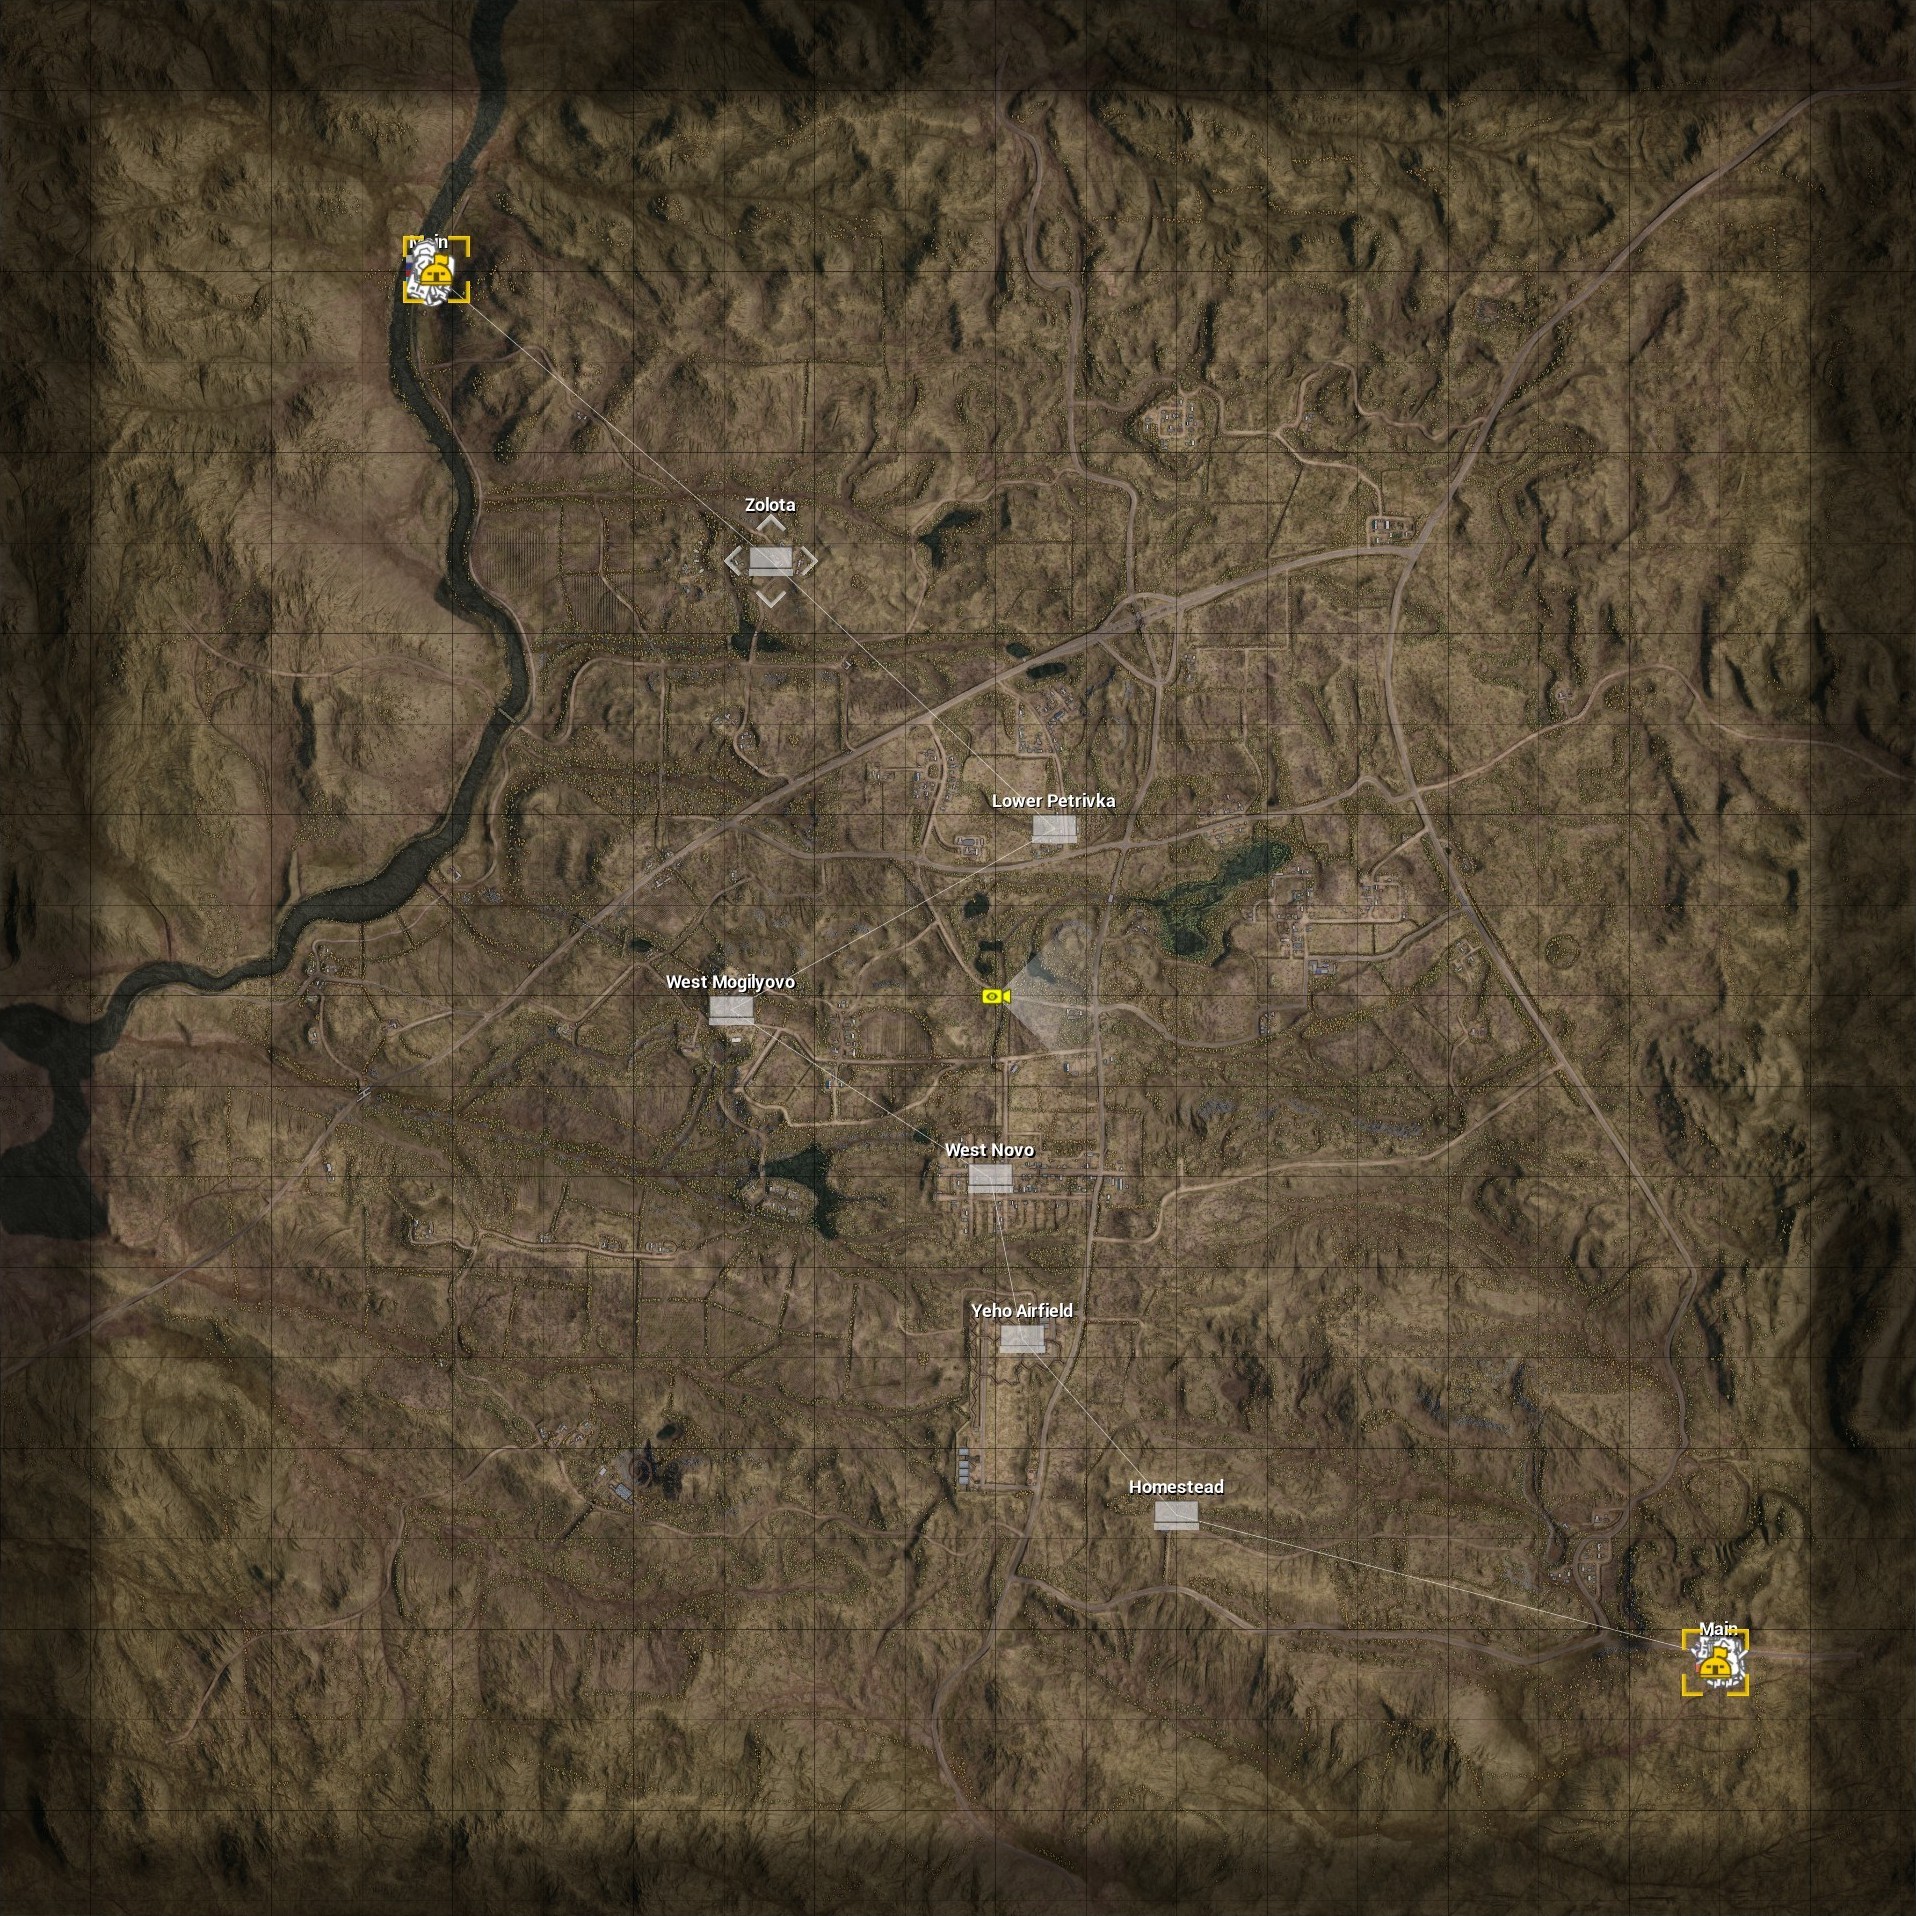 Main
Zolota
Lower Petrivka
West Mogilyovo
West Novo
Yeho Airfield
Homestead
Main